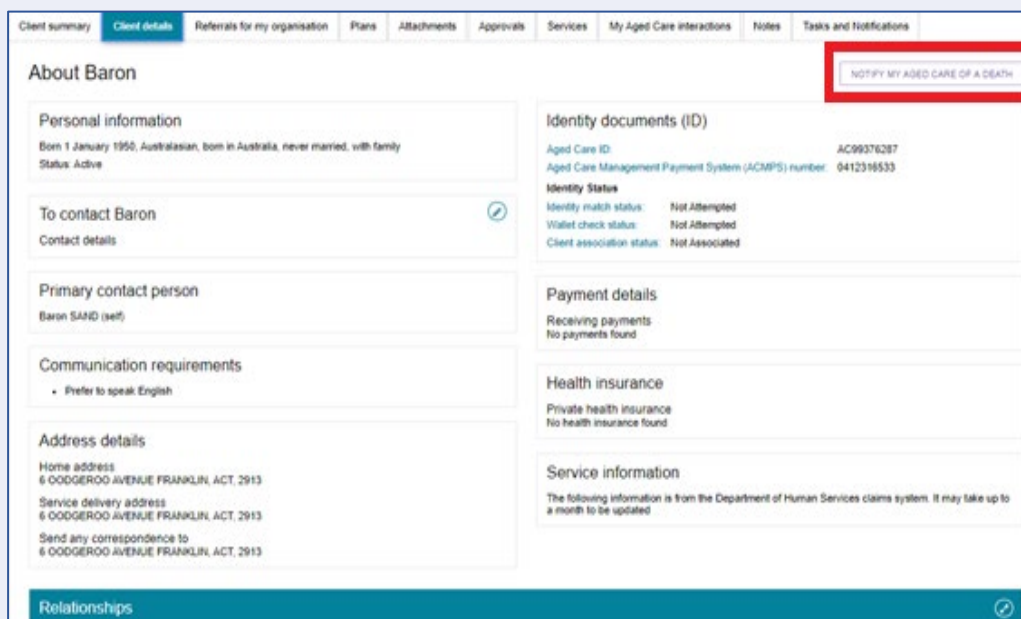 Client summary
Client details
Referrals for my organisation
Plans
Attachments
Approvals
Services
My Aged Care interactions
Notes
Tasks and Notifications
About Baron
NOTIFY MY AGED CARE OF A DEATH
Personal information
Born 1 January 1950, Australasian, born in Australia, never married, with family
Status: Active
To contact Baron
Contact details
Primary contact person
Baron SAND (self)
Communication requirements
• Prefer to speak English
Address details
Home address
6 OODGEROO AVENUE FRANKLIN, ACT, 2913
Service delivery address
6 OODGEROO AVENUE FRANKLIN, ACT, 2913
Send any correspondence to
6 OODGEROO AVENUE FRANKLIN, ACT, 2913
Identity documents (ID)
Aged Care ID: AC99376287
Aged Care Management Payment System (ACMPS) number: 0412316533
Identity Status
Identity match status: Not Attempted
Wallet check status: Not Attempted
Client association status: Not Associated
Payment details
Receiving payments
No payments found
Health insurance
Private health insurance
No health insurance found
Service information
The following information is from the Department of Human Services claims system. It may take up to
a month to be updated
Relationships